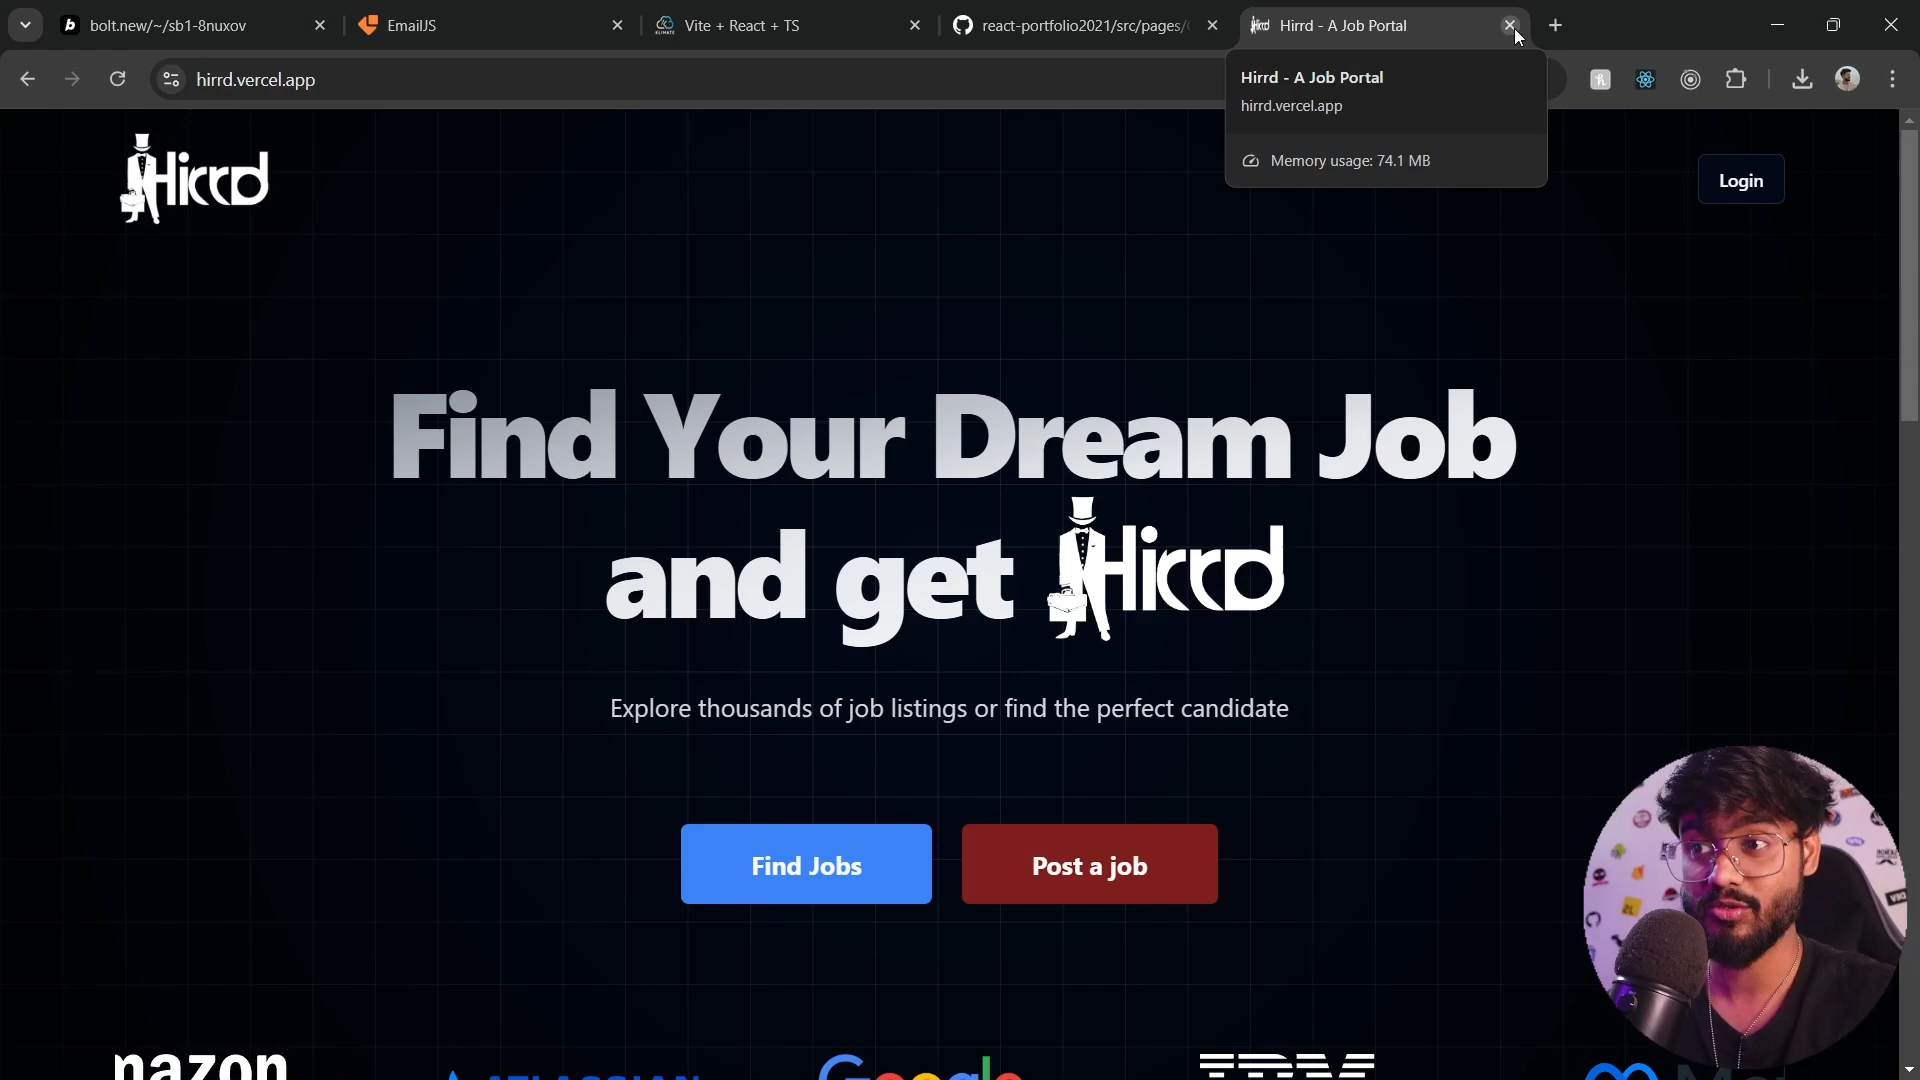 bolt.new/~/sb1-8nuxov
EmailJS
Vite + React + TS
react-portfolio2021/src/pages/
Hirrd - A Job Portal
hirrd.vercel.app
Hirrd - A Job Portal
hirrd.vercel.app
Memory usage: 74.1 MB
Hirrd
Login
Find Your Dream Job
and get Hirrd
Explore thousands of job listings or find the perfect candidate
Find Jobs
Post a job
ATLASSIAN
Google
IBM